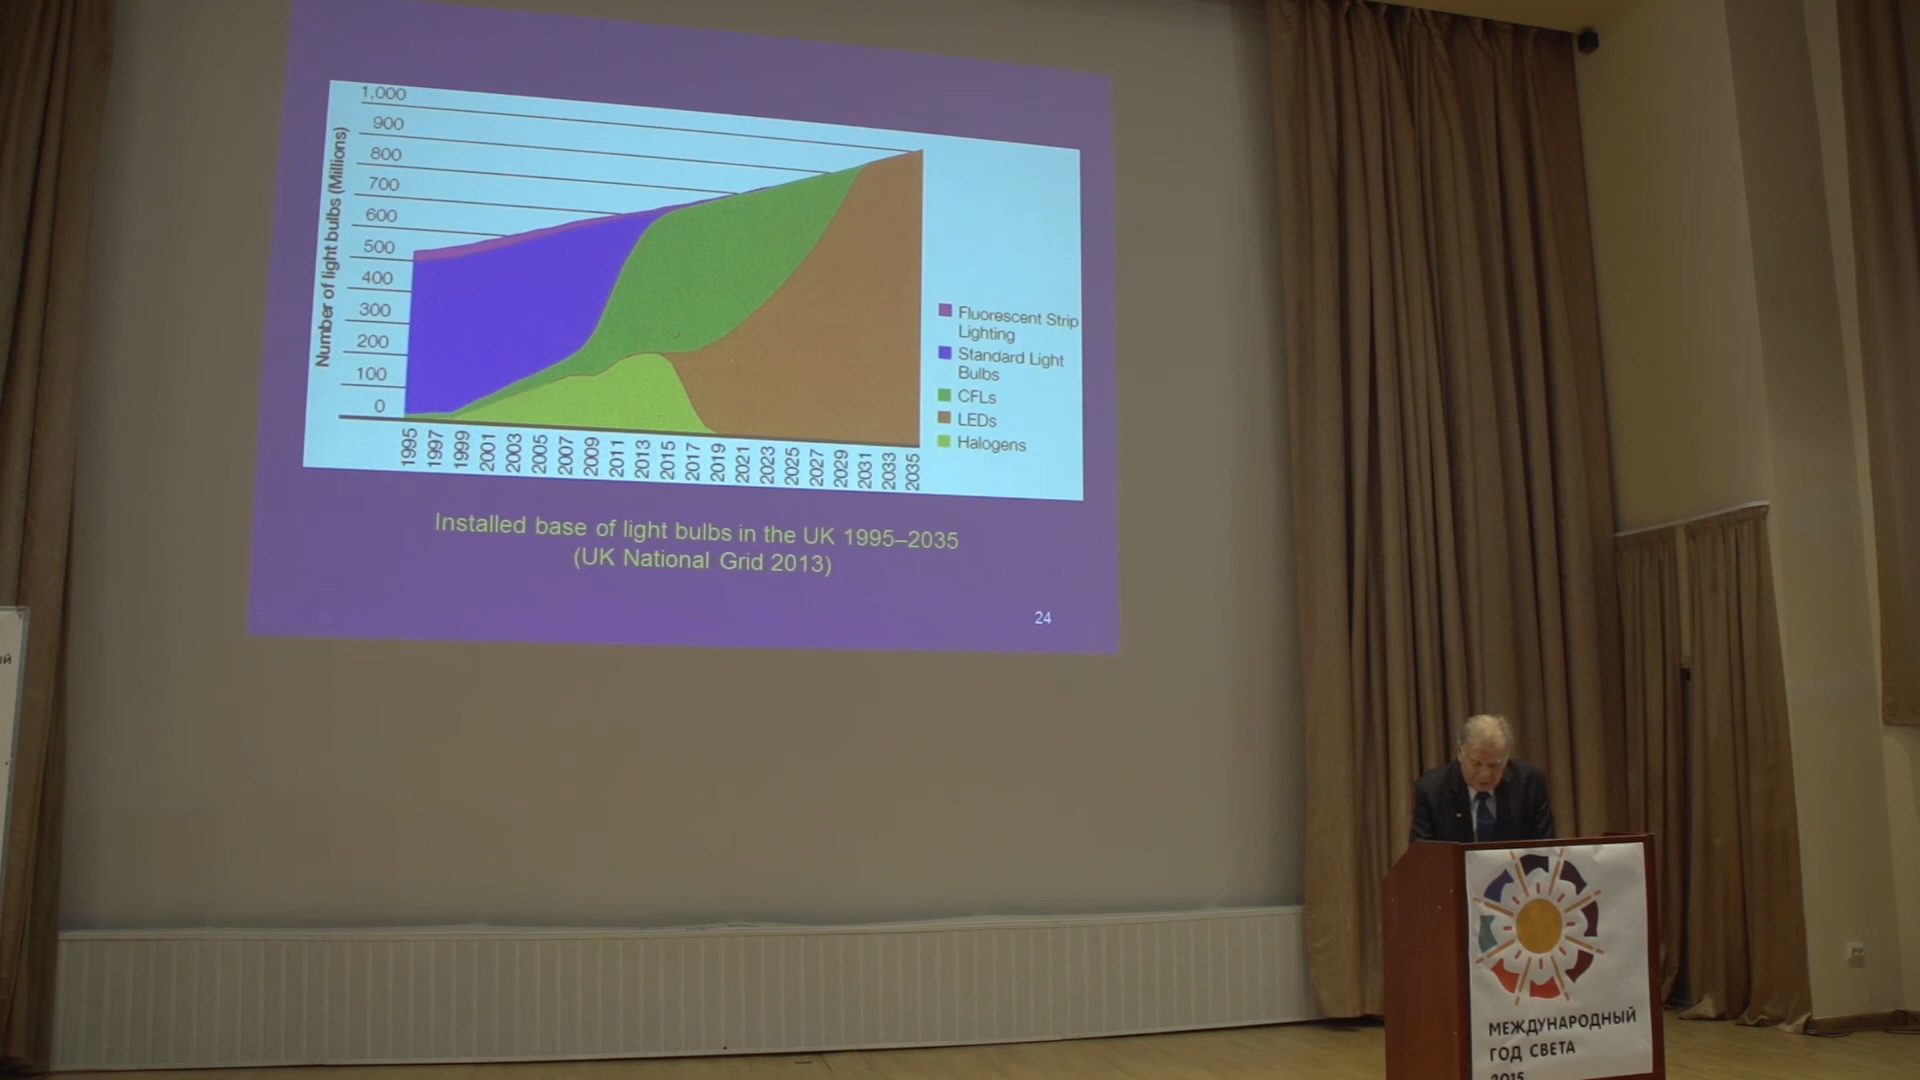 1,000
900
800
700
600
500
400
300
200
100
0
Number of light bulbs (Millions)
1995
1997
1999
2001
2003
2005
2007
2009
2011
2013
2015
2017
2019
2021
2023
2025
2027
2029
2031
2033
2035
Fluorescent Strip
Lighting
Standard Light
Bulbs
CFLs
LEDs
Halogens
Installed base of light bulbs in the UK 1995–2035
(UK National Grid 2013)
24
МЕЖДУНАРОДНЫЙ
ГОД СВЕТА
2015